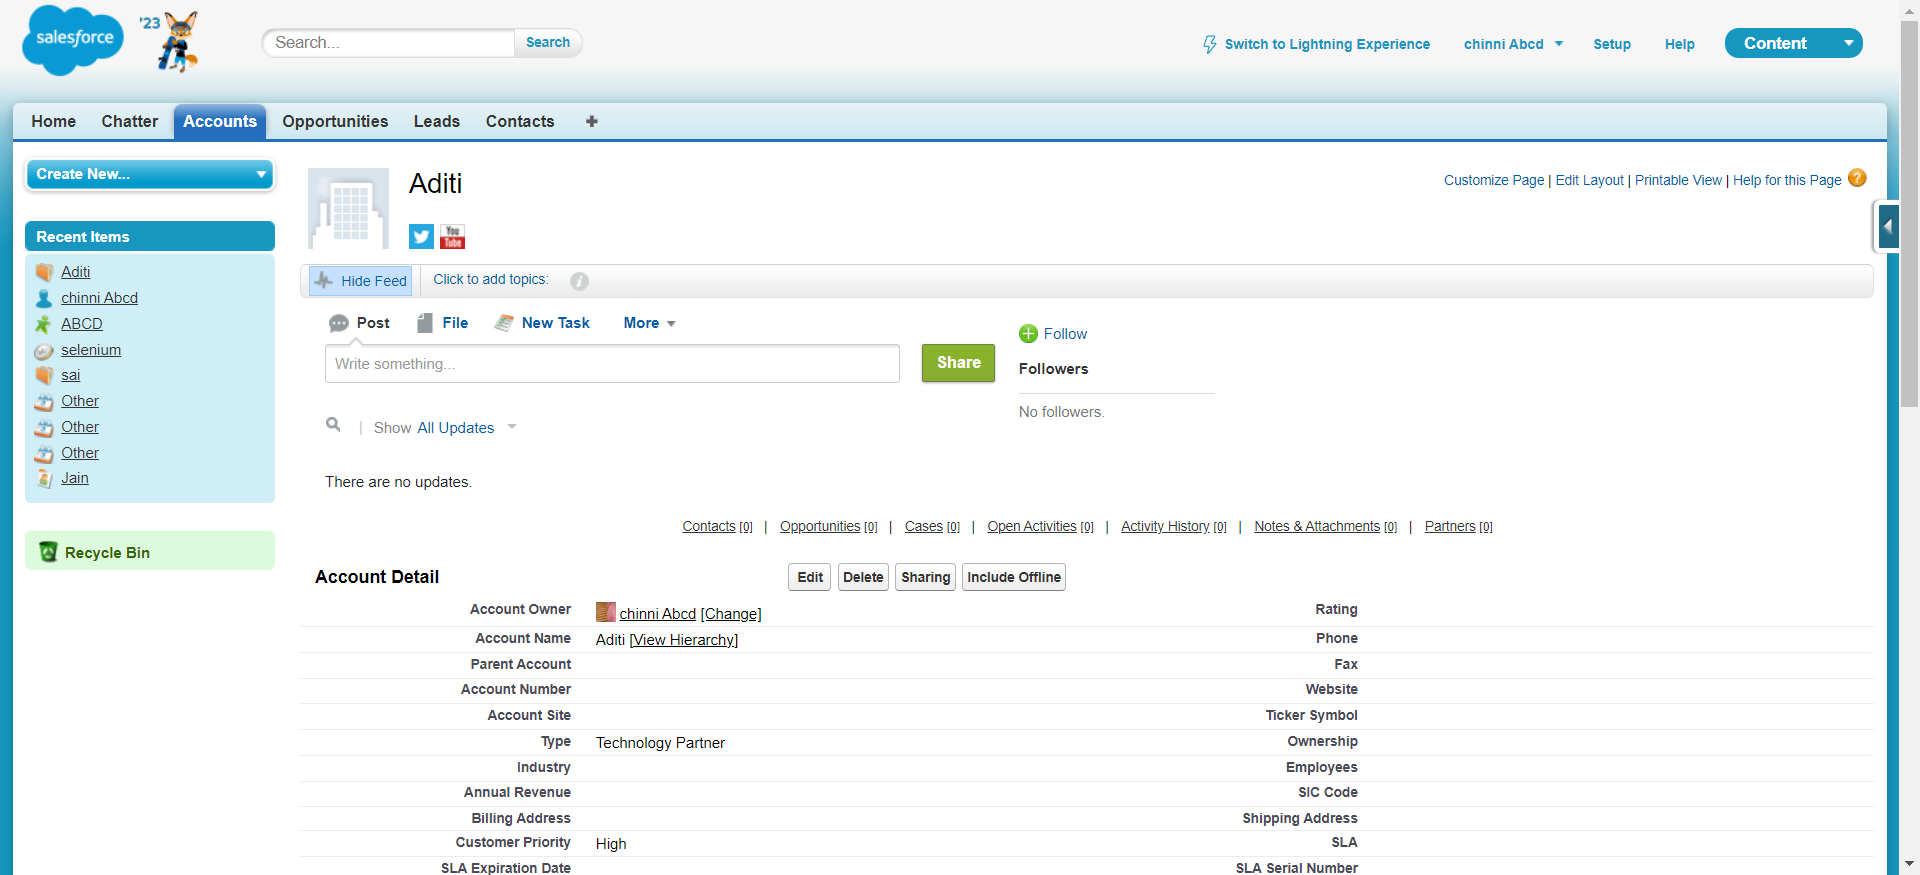 salesforce
'23
Search...
Search
Switch to Lightning Experience
chinni Abcd
Setup
Help
Content
Home
Chatter
Accounts
Opportunities
Leads
Contacts
Create New...
Recent Items
Aditi
chinni Abcd
ABCD
selenium
sai
Other
Other
Other
Jain
Recycle Bin
Aditi
You
Tube
Customize Page | Edit Layout | Printable View | Help for this Page
Hide Feed
Click to add topics:
Post
File
New Task
More
Write something...
Share
Follow
Followers
No followers.
| Show All Updates
There are no updates.
Contacts [0] | Opportunities [0] | Cases [0] | Open Activities [0] | Activity History [0] | Notes & Attachments [0] | Partners [0]
Account Detail
Edit
Delete
Sharing
Include Offline
Account Owner chinni Abcd [Change] Rating
Account Name Aditi [View Hierarchy] Phone
Parent Account Fax
Account Number Website
Account Site Ticker Symbol
Type Technology Partner Ownership
Industry Employees
Annual Revenue SIC Code
Billing Address Shipping Address
Customer Priority High SLA
SLA Expiration Date SLA Serial Number